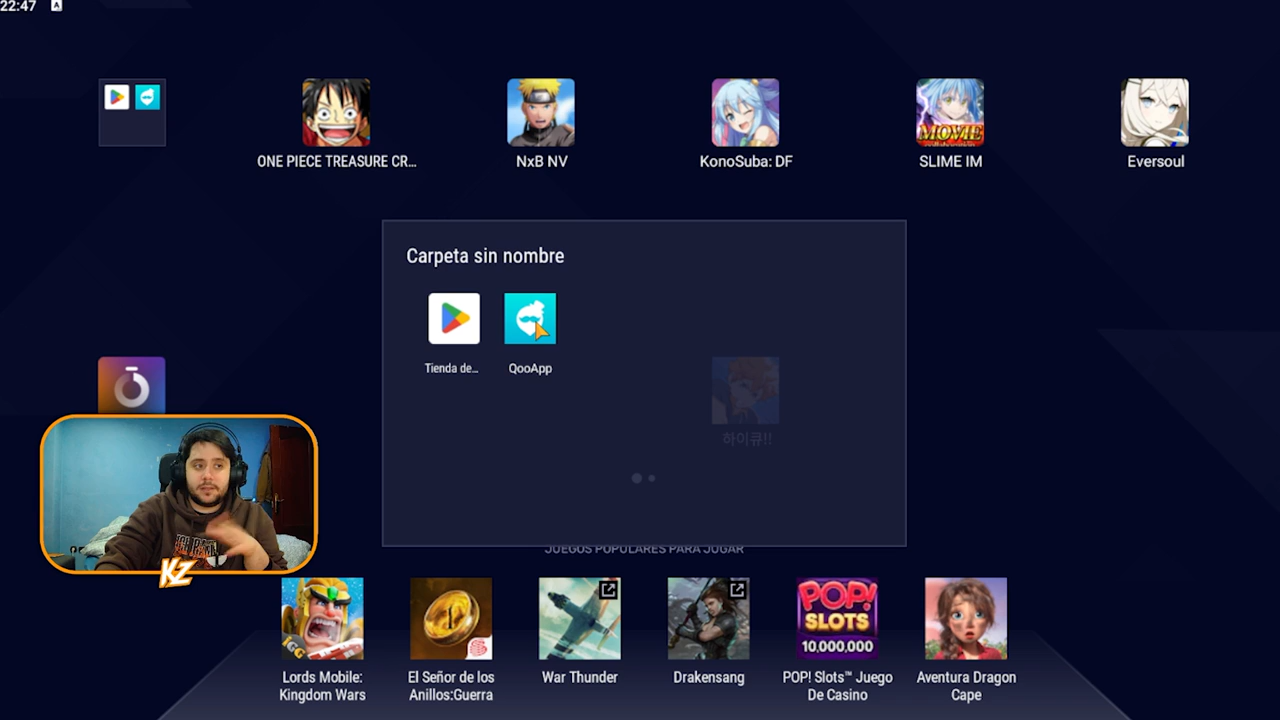 22:47 A
ONE PIECE TREASURE CR...
NxB NV
KonoSuba: DF
MOVIE
SLIME IM
Eversoul
Carpeta sin nombre
Tienda de...
QooApp
하이큐!!
KZ
JUEGOS POPULARES PARA JUGAR
IGG
POP!
SLOTS
10,000,000
Lords Mobile:
Kingdom Wars
El Señor de los
Anillos:Guerra
War Thunder
Drakensang
POP! Slots™ Juego
De Casino
Aventura Dragon
Cape